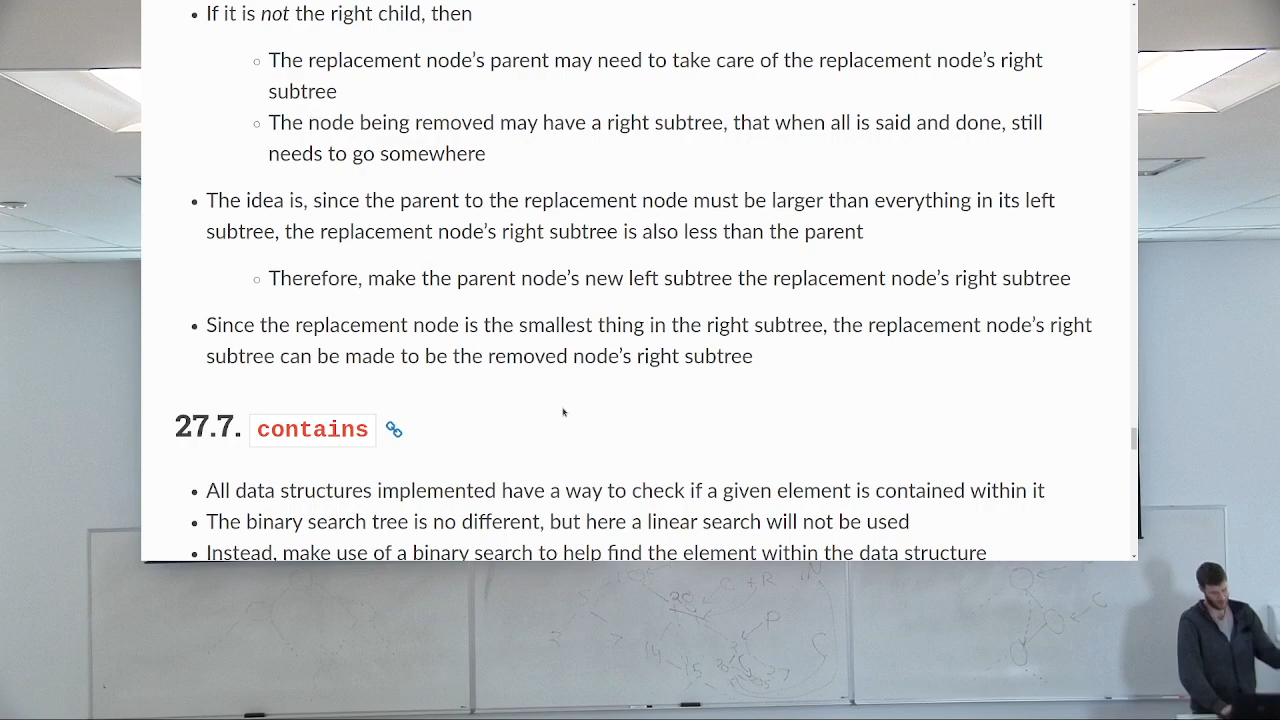 If it is not the right child, then
The replacement node's parent may need to take care of the replacement node's right
subtree
The node being removed may have a right subtree, that when all is said and done, still
needs to go somewhere
The idea is, since the parent to the replacement node must be larger than everything in its left
subtree, the replacement node's right subtree is also less than the parent
Therefore, make the parent node's new left subtree the replacement node's right subtree
Since the replacement node is the smallest thing in the right subtree, the replacement node's right
subtree can be made to be the removed node's right subtree
27.7. contains
All data structures implemented have a way to check if a given element is contained within it
The binary search tree is no different, but here a linear search will not be used
Instead, make use of a binary search to help find the element within the data structure